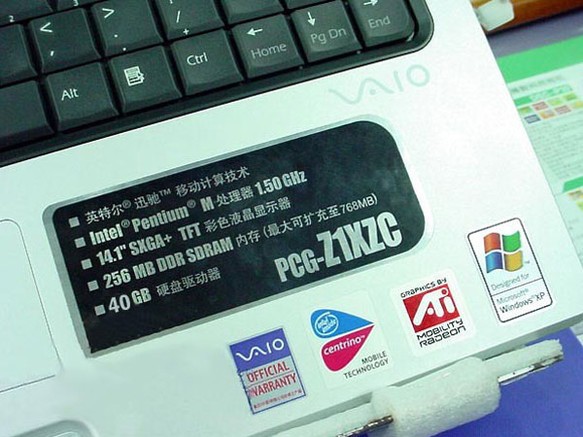 <
,
>
.
?
/
Alt
Ctrl
Home
Pg Dn
End
VAIO
英特尔® 迅驰™ 移动计算技术
Intel® Pentium® M 处理器 1.50 GHz
14.1" SXGA+ TFT 彩色液晶显示器
256 MB DDR SDRAM 内存 (最大可扩充至768MB)
40 GB 硬盘驱动器
PCG-Z1XZC
VAIO
OFFICIAL
WARRANTY
intel inside
centrino™
MOBILE
TECHNOLOGY
GRAPHICS BY
ATI
MOBILITY
RADEON
Designed for
Microsoft®
Windows® XP